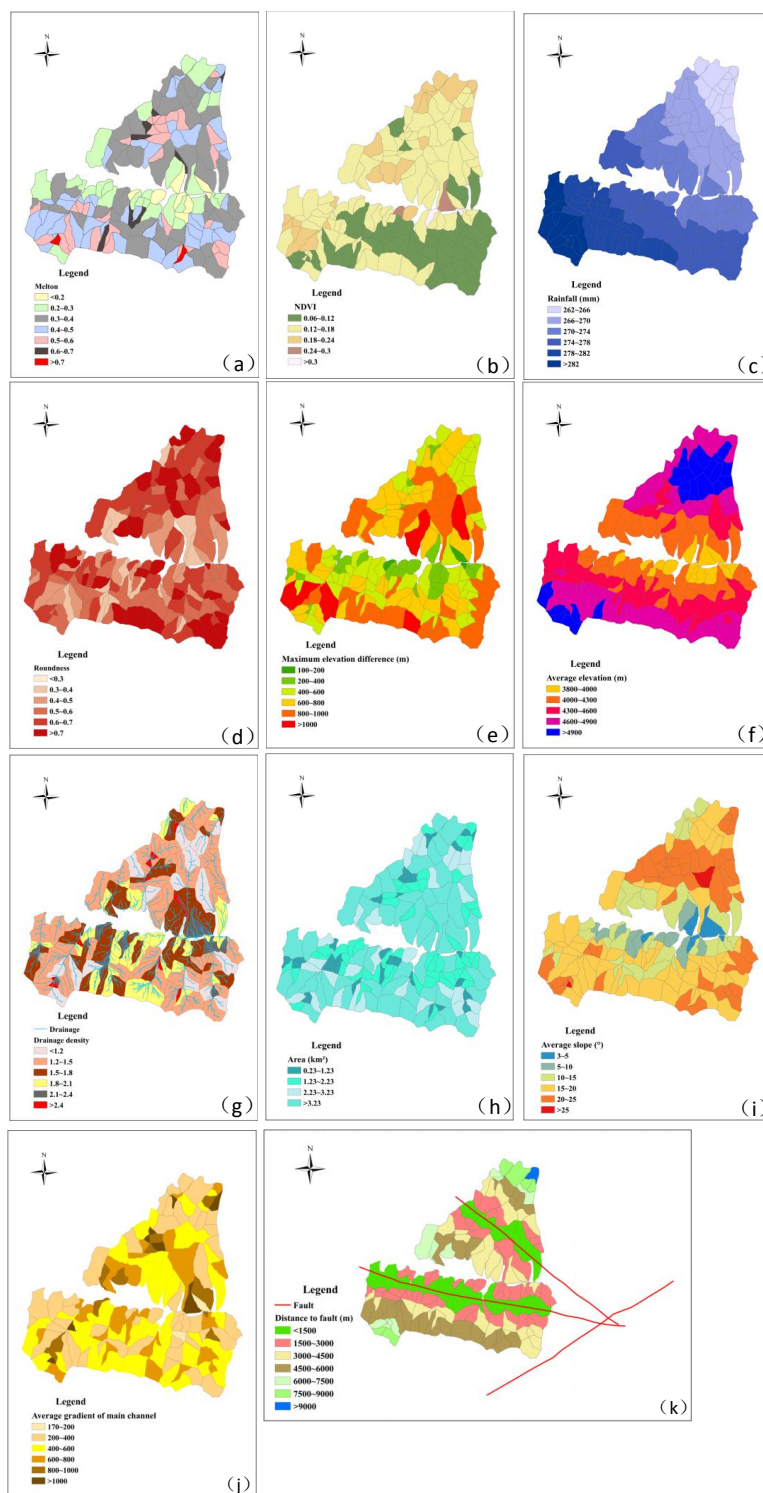 N
Legend
Melton
<0.2
0.2~0.3
0.3~0.4
0.4~0.5
0.5~0.6
0.6~0.7
>0.7
（a）
N
Legend
NDVI
0.06~0.12
0.12~0.18
0.18~0.24
0.24~0.3
>0.3
（b）
N
Legend
Rainfall (mm)
262~266
266~270
270~274
274~278
278~282
>282
（c）
N
Legend
Roundness
<0.3
0.3~0.4
0.4~0.5
0.5~0.6
0.6~0.7
>0.7
（d）
N
Legend
Maximum elevation difference (m)
100~200
200~400
400~600
600~800
800~1000
>1000
（e）
N
Legend
Average elevation (m)
3800~4000
4000~4300
4300~4600
4600~4900
>4900
（f）
N
Legend
Drainage
Drainage density
<1.2
1.2~1.5
1.5~1.8
1.8~2.1
2.1~2.4
>2.4
（g）
N
Legend
Area (km²)
0.23~1.23
1.23~2.23
2.23~3.23
>3.23
（h）
N
Legend
Average slope (°)
3~5
5~10
10~15
15~20
20~25
>25
（i）
N
Legend
Average gradient of main channel
170~200
200~400
400~600
600~800
800~1000
>1000
（j）
N
Legend
Fault
Distance to fault (m)
<1500
1500~3000
3000~4500
4500~6000
6000~7500
7500~9000
>9000
（k）